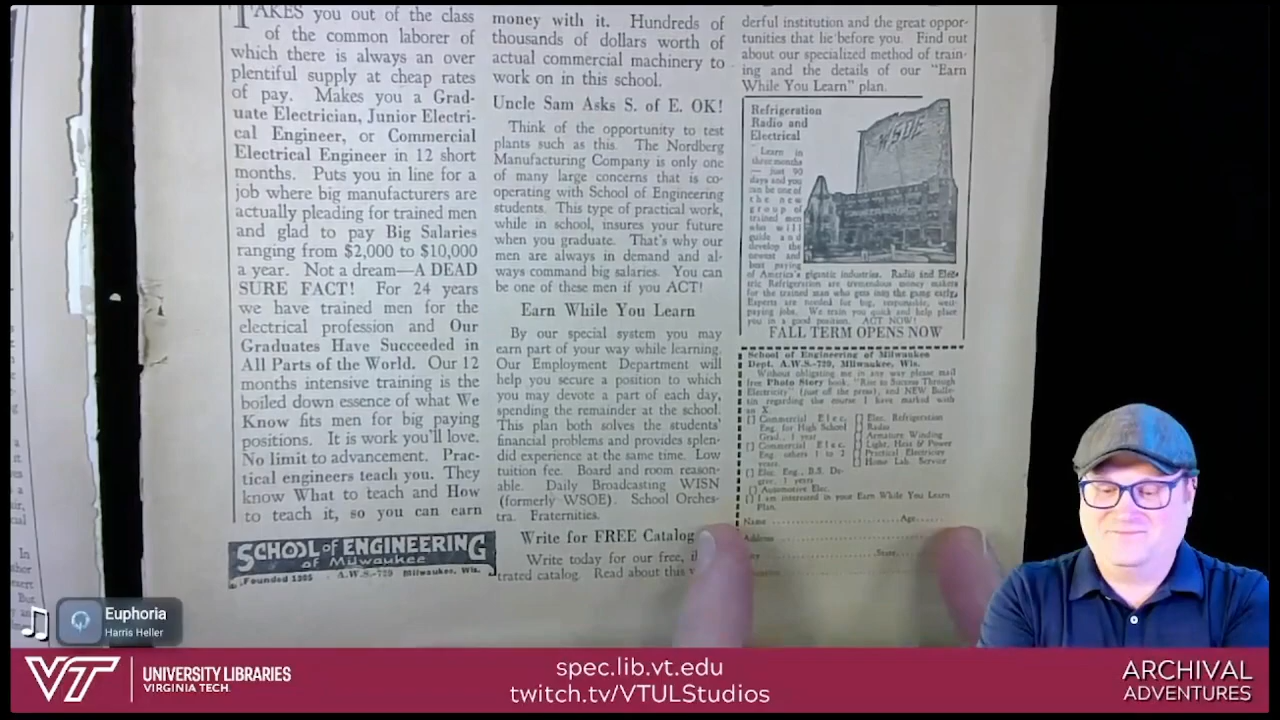 TAKES you out of the class
of the common laborer of
which there is always an over
plentiful supply at cheap rates
of pay. Makes you a Grad-
uate Electrician, Junior Electri-
cal Engineer, or Commercial
Electrical Engineer in 12 short
months. Puts you in line for a
job where big manufacturers are
actually pleading for trained men
and glad to pay Big Salaries
ranging from $2,000 to $10,000
a year. Not a dream—A DEAD
SURE FACT! For 24 years
we have trained men for the
electrical profession and Our
Graduates Have Succeeded in
All Parts of the World. Our 12
months intensive training is the
boiled down essence of what We
Know fits men for big paying
positions. It is work you'll love.
No limit to advancement. Prac-
tical engineers teach you. They
know What to teach and How
to teach it, so you can earn
SCHOOL of ENGINEERING
of Milwaukee
Founded 1905 A.W.S.-729 Milwaukee, Wis.
money with it. Hundreds of
thousands of dollars worth of
actual commercial machinery to
work on in this school.
Uncle Sam Asks S. of E. OK!
Think of the opportunity to test
plants such as this. The Nordberg
Manufacturing Company is only one
of many large concerns that is co-
operating with School of Engineering
students. This type of practical work,
while in school, insures your future
when you graduate. That's why our
men are always in demand and al-
ways command big salaries. You can
be one of these men if you ACT!
Earn While You Learn
By our special system you may
earn part of your way while learning.
Our Employment Department will
help you secure a position to which
you may devote a part of each day,
spending the remainder at the school.
This plan both solves the students'
financial problems and provides splen-
did experience at the same time. Low
tuition fee. Board and room reason-
able. Daily Broadcasting WISN
(formerly WSOE). School Orches-
tra. Fraternities.
Write for FREE Catalog
Write today for our free,
trated catalog. Read about this
derful institution and the great oppor-
tunities that lie before you. Find out
about our specialized method of train-
ing and the details of our "Earn
While You Learn" plan.
Refrigeration
Radio and
Electrical
WSOE
Learn in
these months
— just 90
days and you
can be one of
the new
group of
trained men
who will
guide and
develop the
newest and
best paying
of America's gigantic industries. Radio and Elec-
tric Refrigeration are tremendous money makers
for the trained man who gets into the gang early.
Experts are needed for big, responsible, well-
paying jobs. We train you quick and help place
you in a good position. ACT NOW!
FALL TERM OPENS NOW
School of Engineering of Milwaukee
Dept. A.W.S.-729, Milwaukee, Wis.
Without obligating me in any way please mail
free Photo Story book, "Rise to Success Through
Electricity" (just off the press), and NEW Bulle-
tin regarding the course I have marked with
an X.
[] Commercial Elec.
Eng. for High School
Grad., 1 year
[] Commercial Elec.
Eng. others 1 to 2
years.
[] Elec. Eng., B.S. De-
gree, 3 years
[] Automotive Elec.
[] Elec. Refrigeration
[] Radio
[] Armature Winding
[] Light, Heat & Power
[] Practical Electricity
[] Home Lab. Service
[] I am interested in your Earn While You Learn
Plan.
Name Age
Address
State
In
But
Euphoria
Harris Heller
VT UNIVERSITY LIBRARIES
VIRGINIA TECH.
spec.lib.vt.edu
twitch.tv/VTULStudios
ARCHIVAL
ADVENTURES